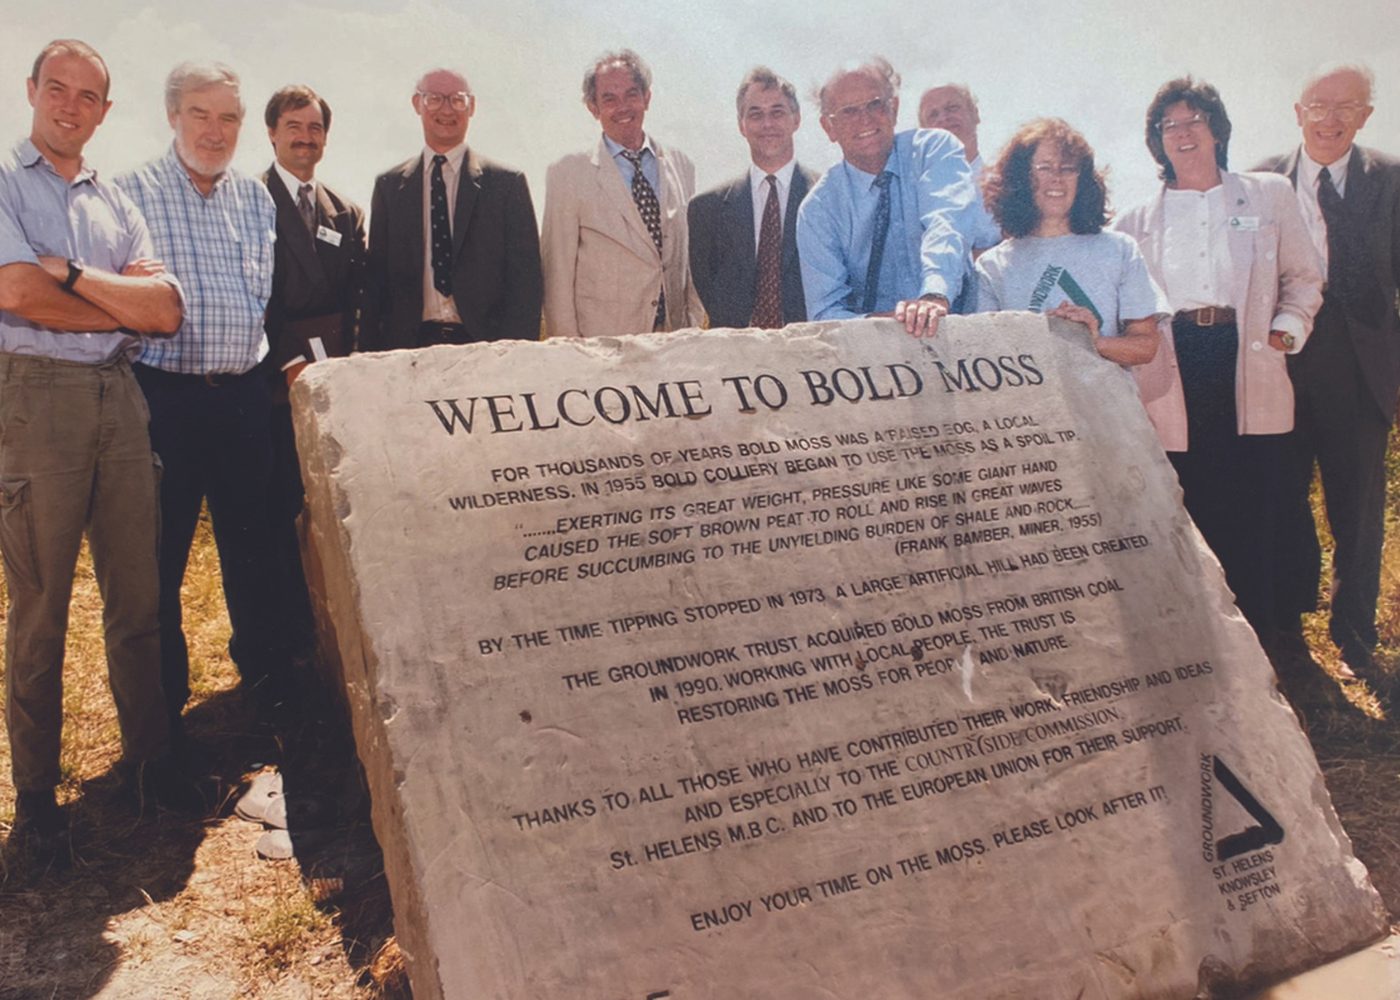 WELCOME TO BOLD MOSS
FOR THOUSANDS OF YEARS BOLD MOSS WAS A RAISED BOG, A LOCAL
WILDERNESS. IN 1955 BOLD COLLIERY BEGAN TO USE THE MOSS AS A SPOIL TIP.
".......EXERTING ITS GREAT WEIGHT, PRESSURE LIKE SOME GIANT HAND
CAUSED THE SOFT BROWN PEAT TO ROLL AND RISE IN GREAT WAVES
BEFORE SUCCUMBING TO THE UNYIELDING BURDEN OF SHALE AND ROCK....
(FRANK BAMBER, MINER, 1955)
BY THE TIME TIPPING STOPPED IN 1973 A LARGE ARTIFICIAL HILL HAD BEEN CREATED
THE GROUNDWORK TRUST ACQUIRED BOLD MOSS FROM BRITISH COAL
IN 1990. WORKING WITH LOCAL PEOPLE, THE TRUST IS
RESTORING THE MOSS FOR PEOP AND NATURE.
THANKS TO ALL THOSE WHO HAVE CONTRIBUTED THEIR WORK, FRIENDSHIP AND IDEAS
AND ESPECIALLY TO THE COUNTRYSIDE COMMISSION,
St. HELENS M.B.C. AND TO THE EUROPEAN UNION FOR THEIR SUPPORT.
ENJOY YOUR TIME ON THE MOSS. PLEASE LOOK AFTER IT!
GROUNDWORK
ST. HELENS
KNOWSLEY
& SEFTON